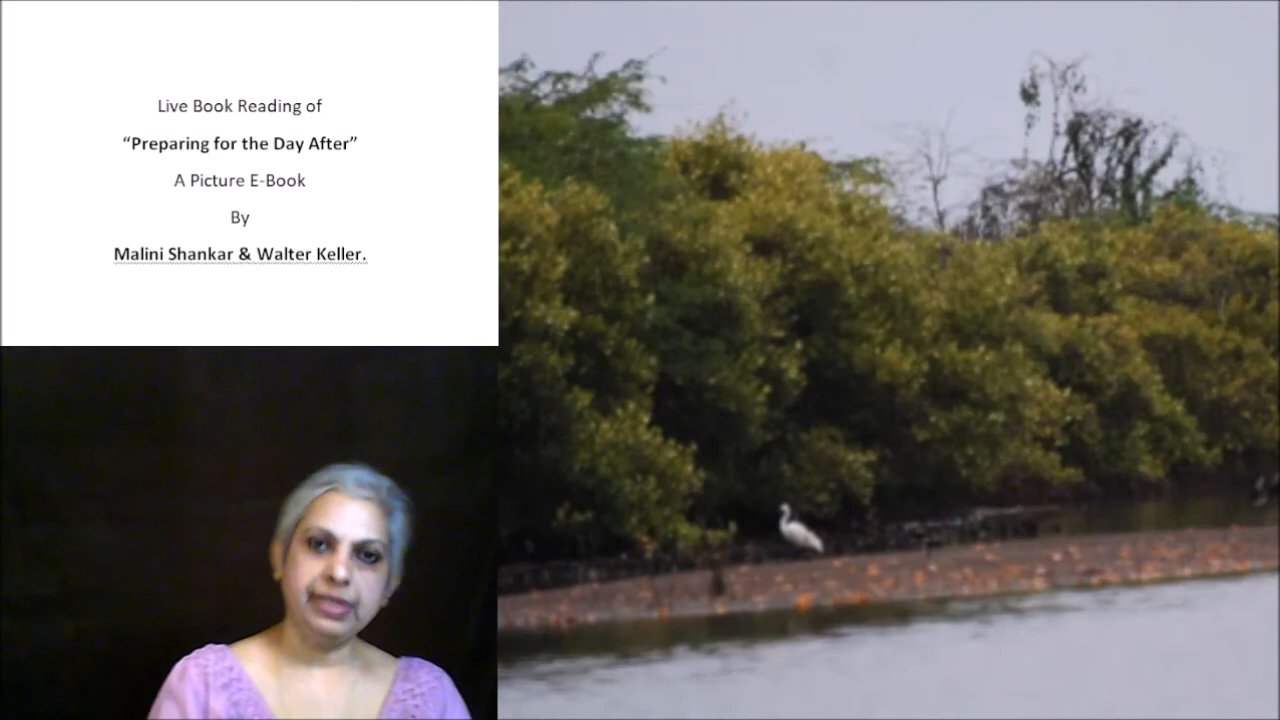 Live Book Reading of
“Preparing for the Day After”
A Picture E-Book
By
Malini Shankar & Walter Keller.